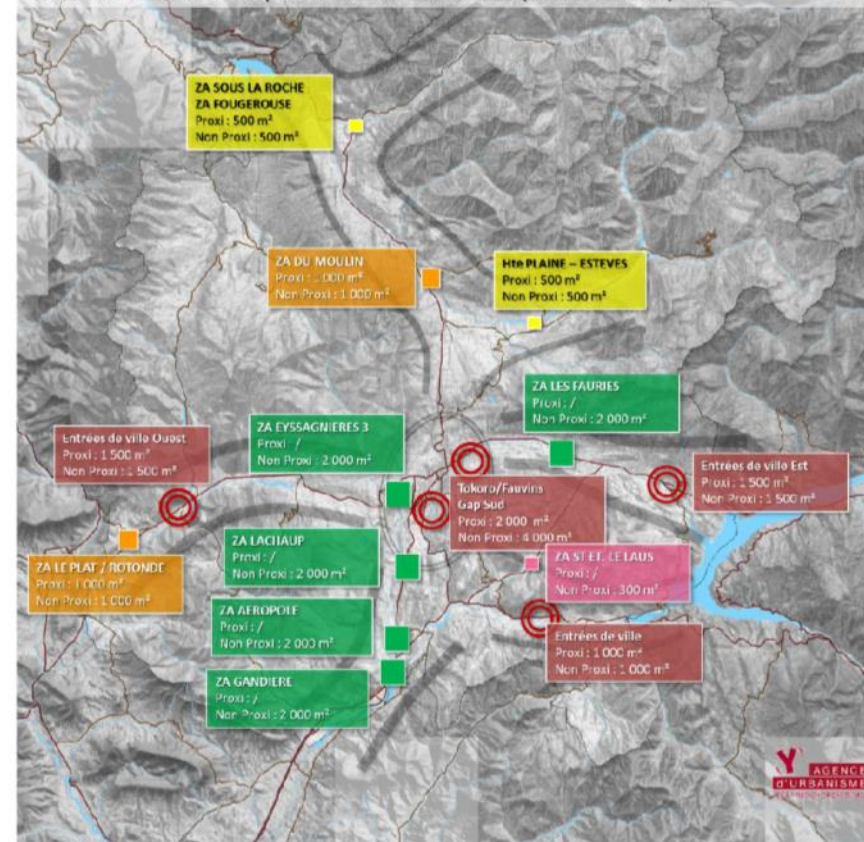 ZA SOUS LA ROCHE
ZA FOUGEROUSE
Proxi : 500 m²
Non Proxi : 500 m²
ZA DU MOULIN
Proxi : 1 000 m²
Non Proxi : 1 000 m²
Hte PLAINE – ESTEVES
Proxi : 500 m²
Non Proxi : 500 m²
ZA LES FAURIES
Proxi : /
Non Proxi : 2 000 m²
ZA EYSSAGNIERES 3
Proxi : /
Non Proxi : 2 000 m²
Entrées de ville Ouest
Proxi : 1 500 m²
Non Proxi : 1 500 m²
Entrées de ville Est
Proxi : 1 500 m²
Non Proxi : 1 500 m²
Tokoro/Fauvins
Gap Sud
Proxi : 2 000 m²
Non Proxi : 4 000 m²
ZA LACHAUP
Proxi : /
Non Proxi : 2 000 m²
ZA ST ET. LE LAUS
Proxi : /
Non Proxi : 300 m²
ZA LE PLAT / ROTONDE
Proxi : 1 000 m²
Non Proxi : 1 000 m²
ZA AEROPOLE
Proxi : /
Non Proxi : 2 000 m²
Entrées de ville
Proxi : 1 000 m²
Non Proxi : 1 000 m²
ZA GANDIERE
Proxi : /
Non Proxi : 2 000 m²
AGENCE
d'URBANISME